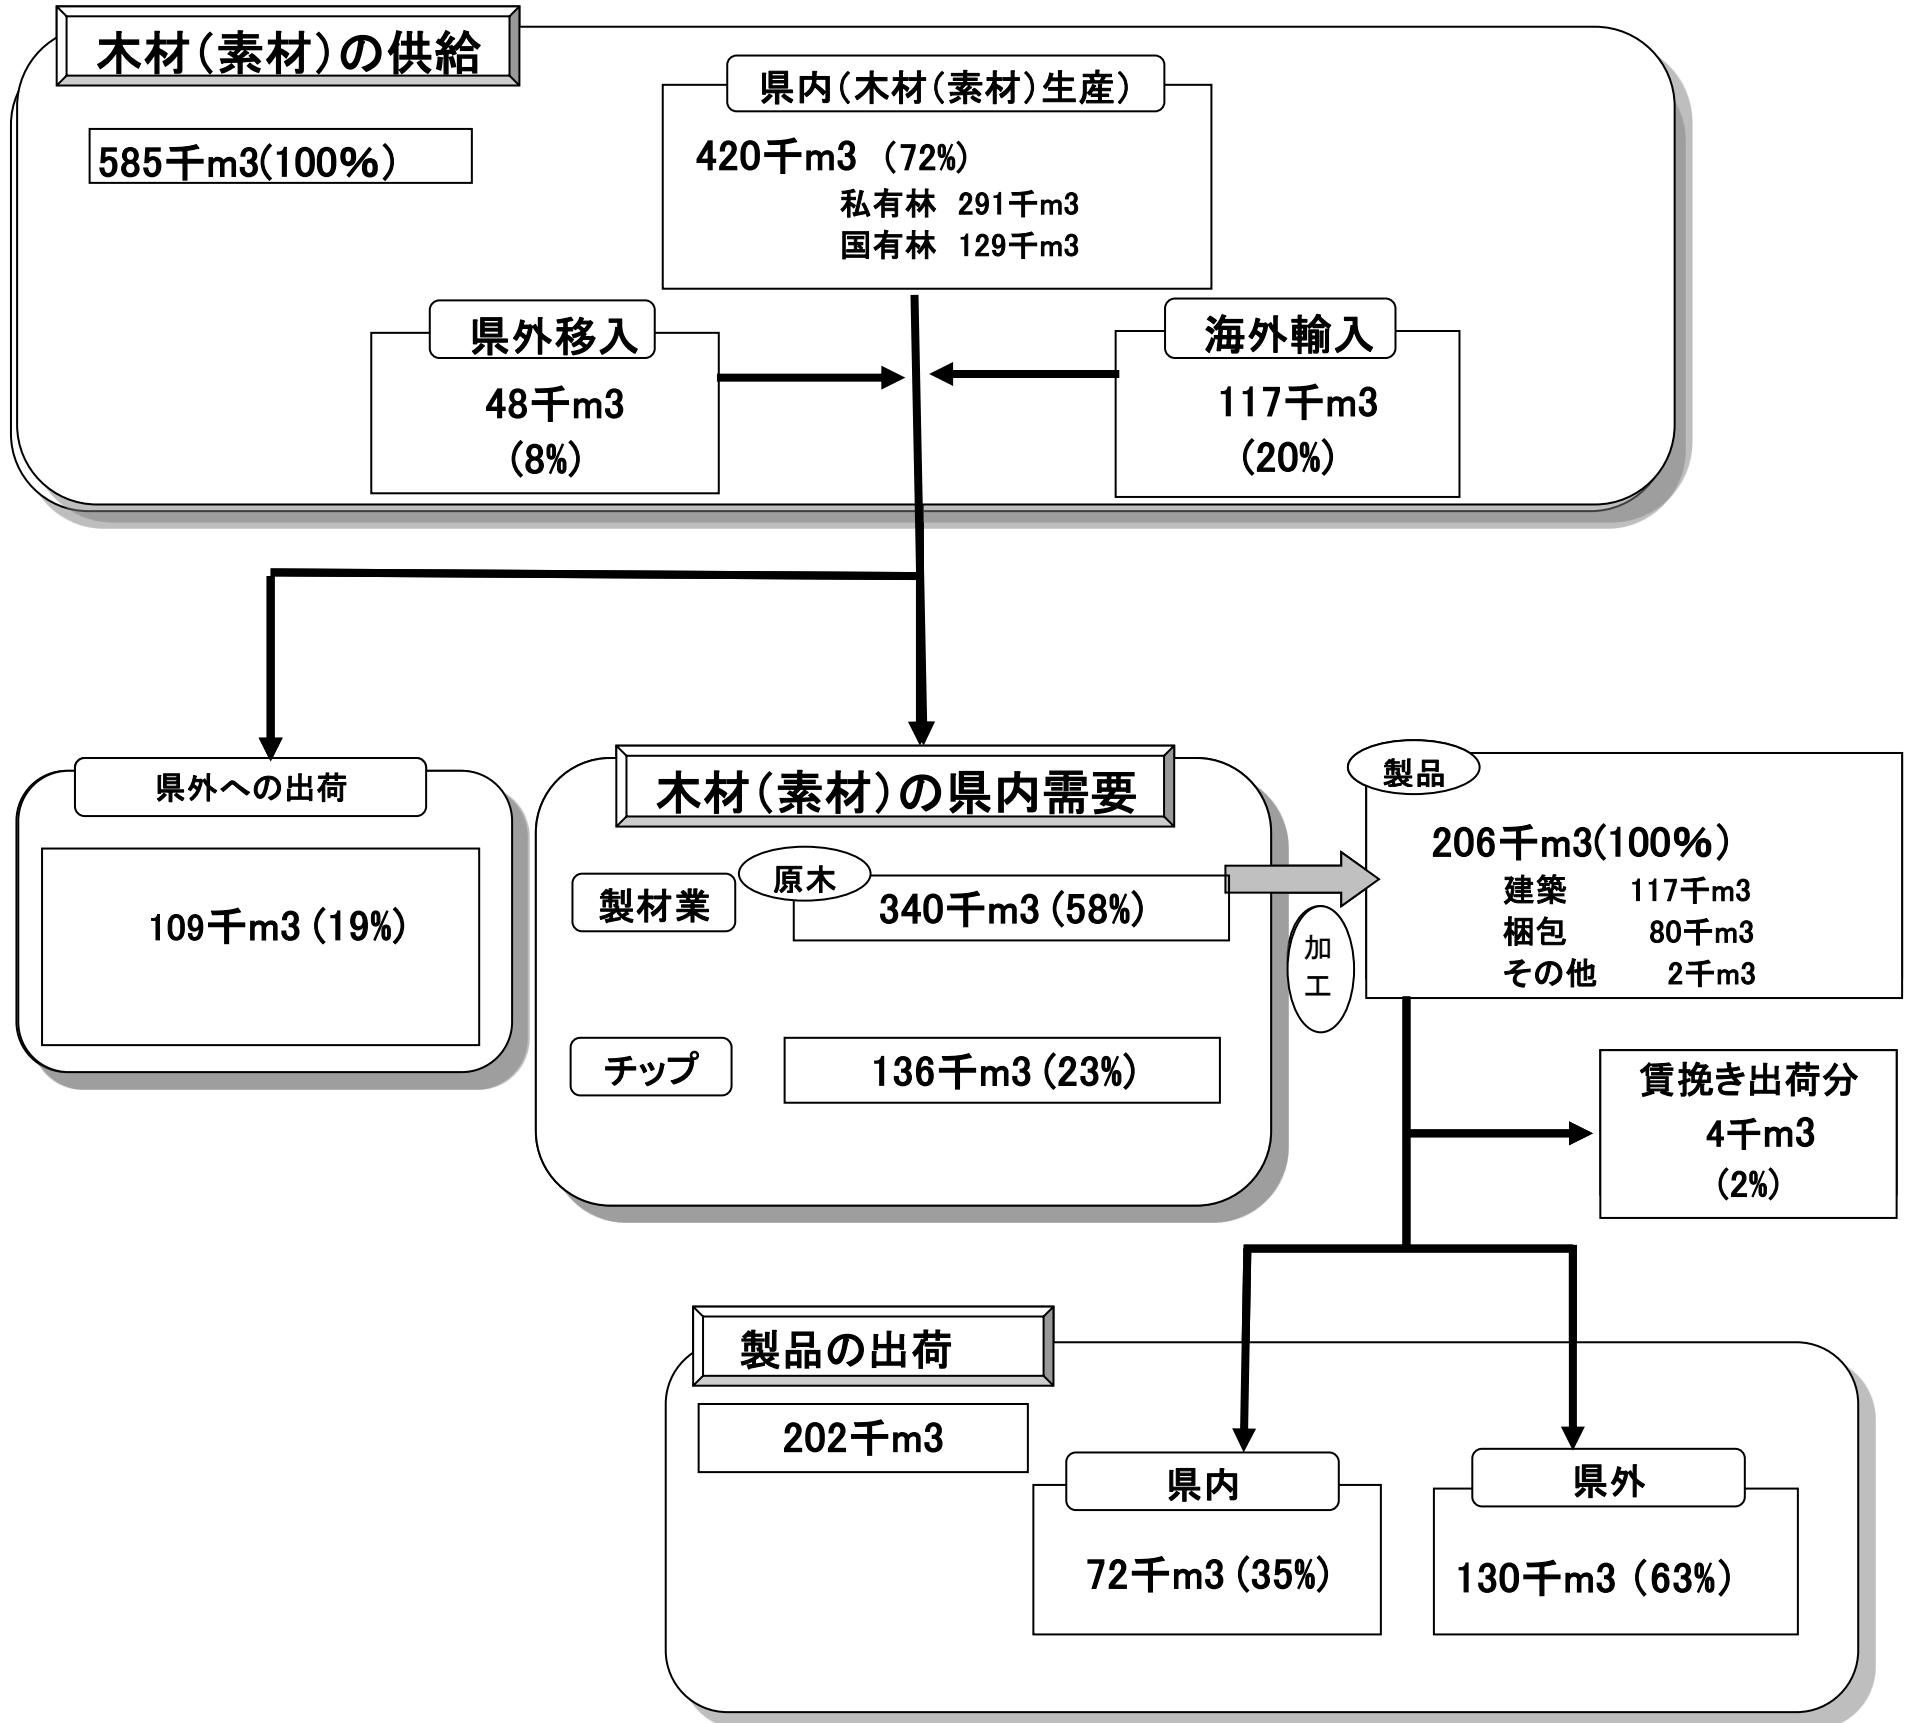 木材（素材）の供給
585千m3(100%)
県内（木材（素材）生産）
420千m3 （72%）
私有林 291千m3
国有林 129千m3
県外移入
48千m3
（8%）
海外輸入
117千m3
（20%）
県外への出荷
109千m3（19%）
木材（素材）の県内需要
製材業
原木
340千m3（58%）
チップ
136千m3（23%）
加
工
製品
206千m3(100%)
建築 117千m3
梱包 80千m3
その他 2千m3
賃挽き出荷分
4千m3
（2%）
製品の出荷
202千m3
県内
72千m3（35%）
県外
130千m3（63%）